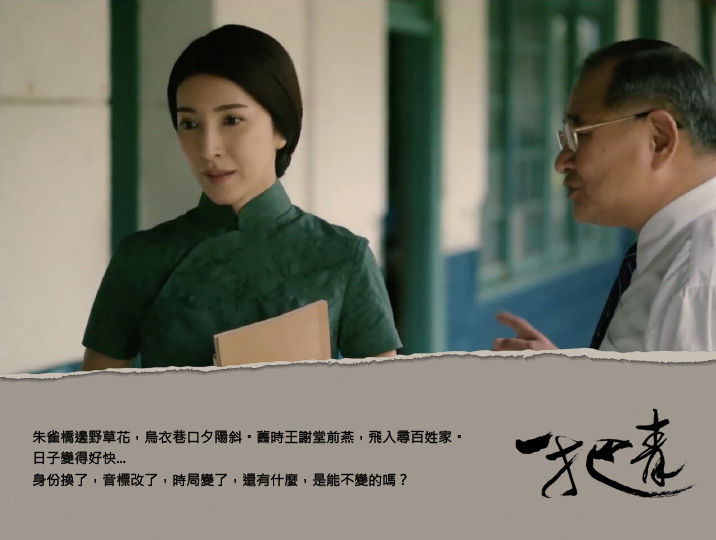 朱雀橋邊野草花，烏衣巷口夕陽斜。舊時王謝堂前燕，飛入尋百姓家。
日子變得好快...
身份換了，音標改了，時局變了，還有什麼，是能不變的嗎？
一把青